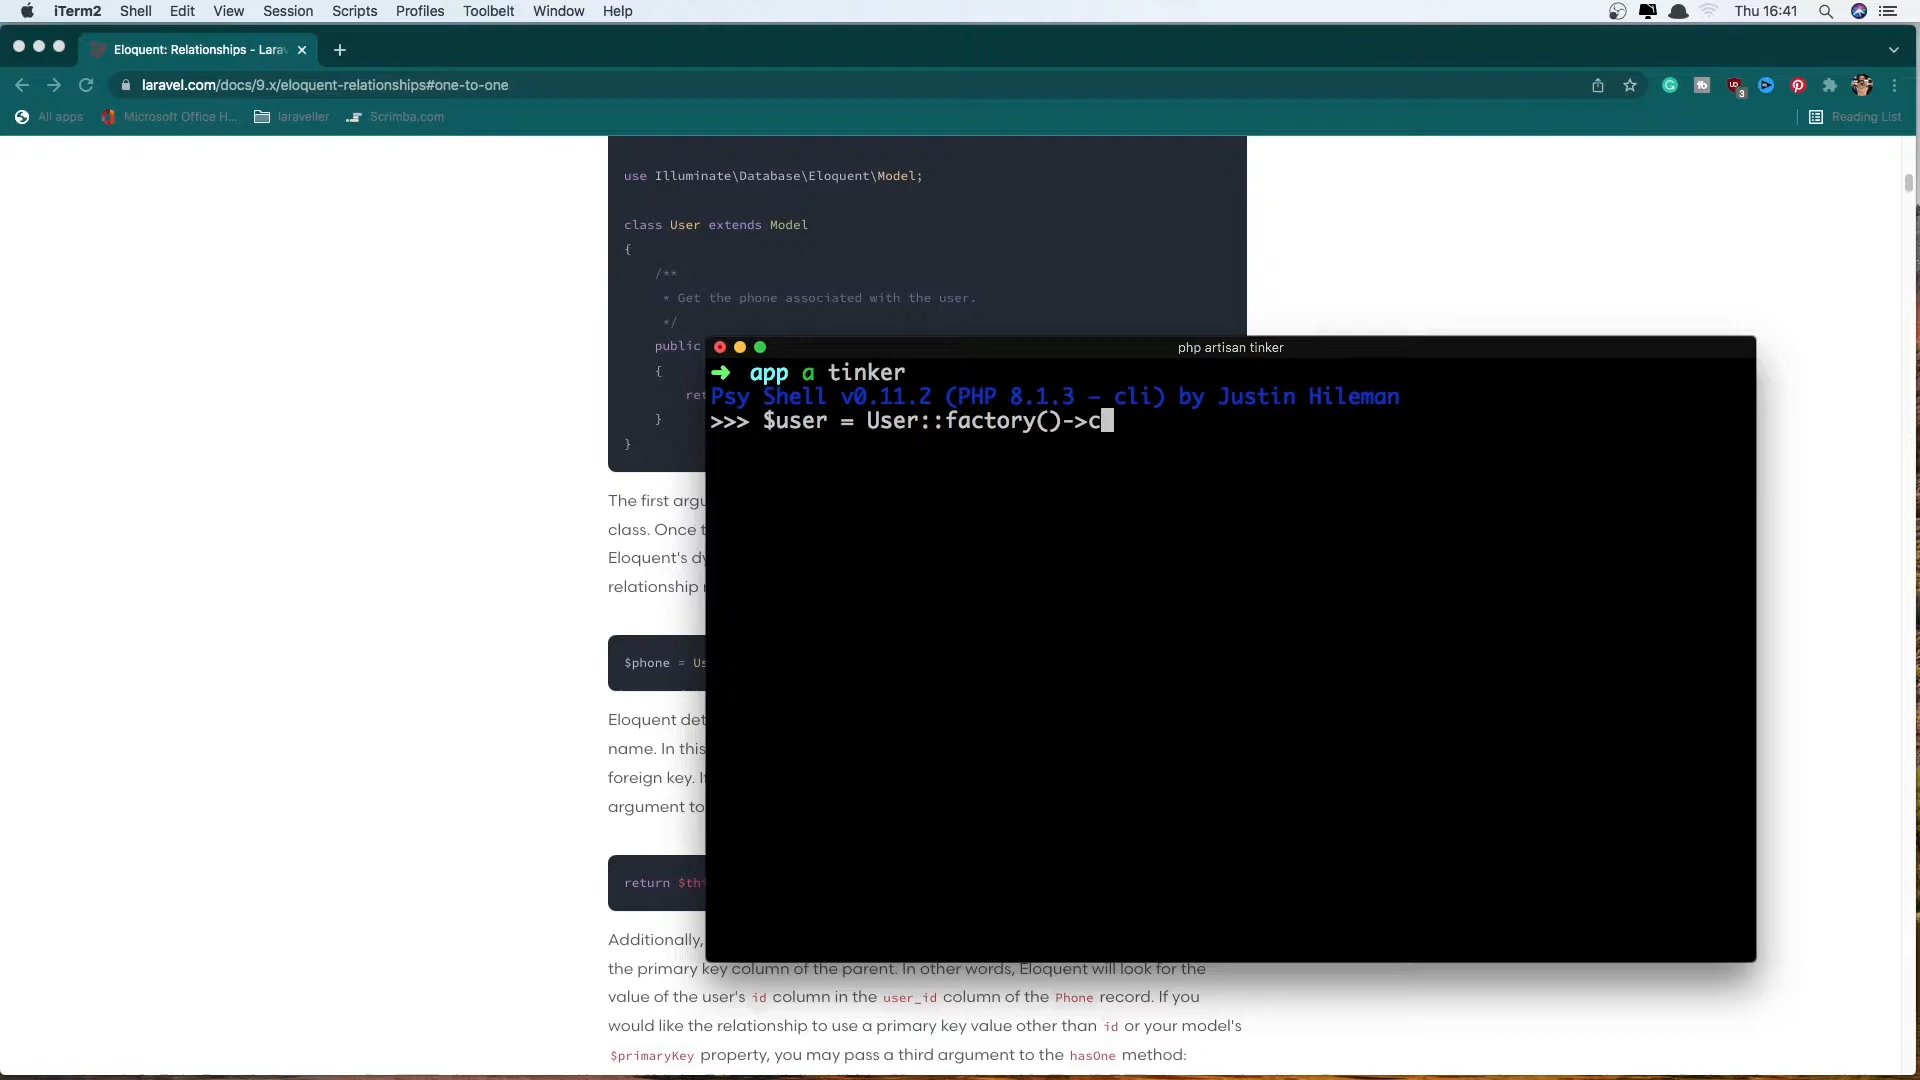 iTerm2 Shell Edit View Session Scripts Profiles Toolbelt Window Help Thu 16:41
Eloquent: Relationships - Larav
laravel.com/docs/9.x/eloquent-relationships#one-to-one
3
All apps Microsoft Office H... laraveller Scrimba.com Reading List
use Illuminate\Database\Eloquent\Model;
class User extends Model
{
/**
* Get the phone associated with the user.
*/
public
{
ret
}
}
php artisan tinker
➜ app a tinker
Psy Shell v0.11.2 (PHP 8.1.3 — cli) by Justin Hileman
>>> $user = User::factory()->c
The first argu
class. Once t
Eloquent's dy
relationship
$phone = Us
Eloquent det
name. In this
foreign key. I
argument to
return $thi
Additionally,
the primary key column of the parent. In other words, Eloquent will look for the
value of the user's id column in the user_id column of the Phone record. If you
would like the relationship to use a primary key value other than id or your model's
$primaryKey property, you may pass a third argument to the hasOne method: